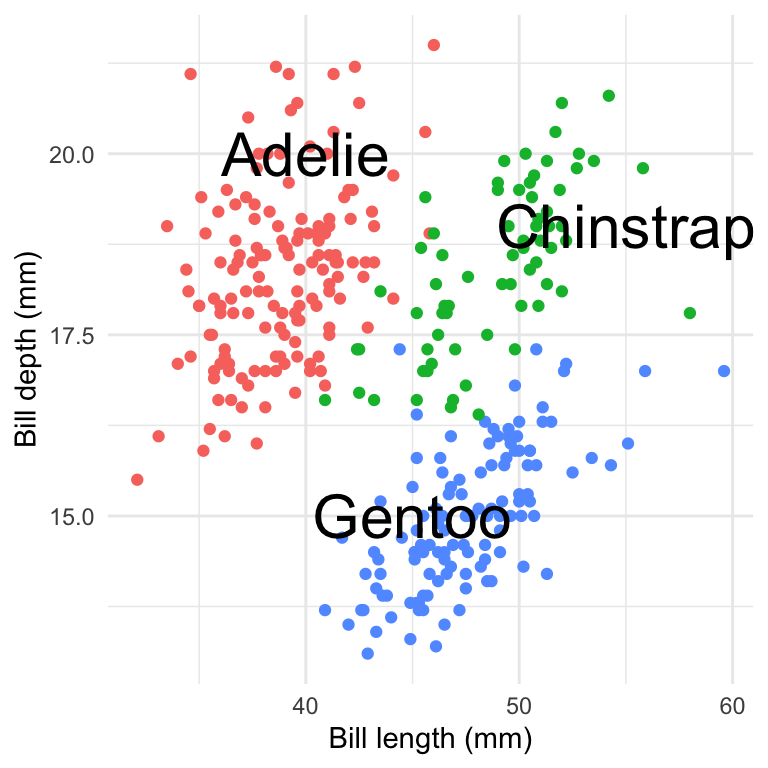 Adelie
Chinstrap
Gentoo
20.0
17.5
15.0
Bill depth (mm)
40
50
60
Bill length (mm)